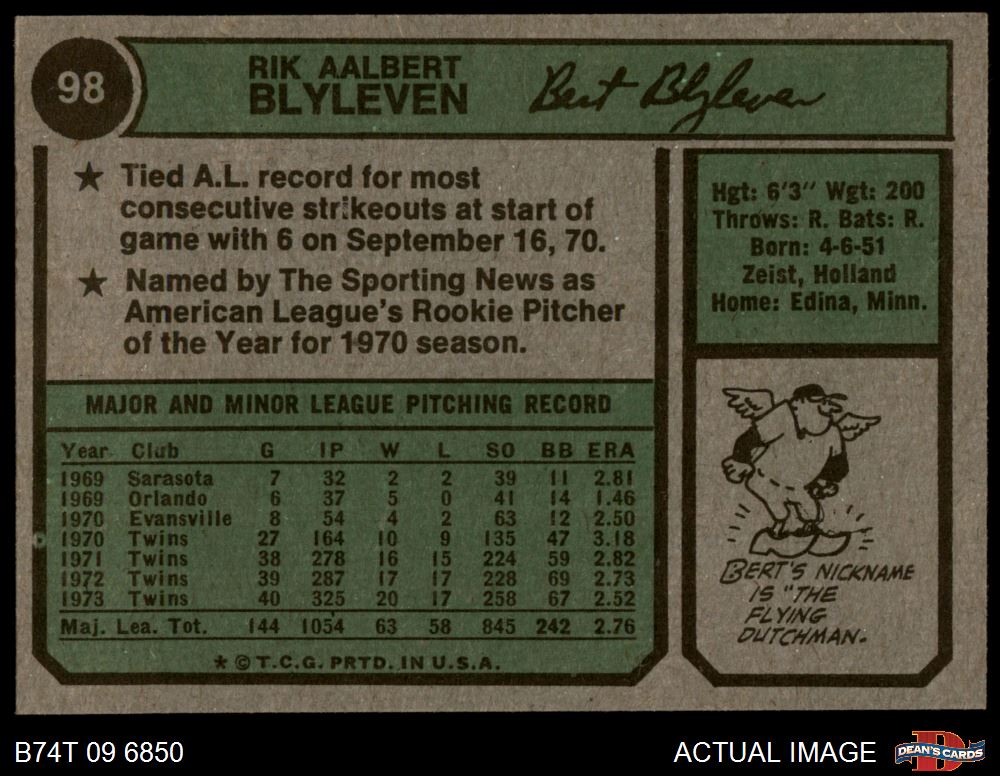 98
RIK AALBERT
BLYLEVEN
Bert Blyleven
★ Tied A.L. record for most
consecutive strikeouts at start of
game with 6 on September 16, 70.
★ Named by The Sporting News as
American League's Rookie Pitcher
of the Year for 1970 season.
Hgt: 6'3" Wgt: 200
Throws: R. Bats: R.
Born: 4-6-51
Zeist, Holland
Home: Edina, Minn.
MAJOR AND MINOR LEAGUE PITCHING RECORD
Year Club G IP W L SO BB ERA
1969 Sarasota 7 32 2 2 39 11 2.81
1969 Orlando 6 37 5 0 41 14 1.46
1970 Evansville 8 54 4 2 63 12 2.50
1970 Twins 27 164 10 9 135 47 3.18
1971 Twins 38 278 16 15 224 59 2.82
1972 Twins 39 287 17 17 228 69 2.73
1973 Twins 40 325 20 17 258 67 2.52
Maj. Lea. Tot. 144 1054 63 58 845 242 2.76
* © T.C.G. PRTD. IN U.S.A.
BERT'S NICKNAME
IS "THE
FLYING
DUTCHMAN.
B74T 09 6850
ACTUAL IMAGE
DEAN'S CARDS